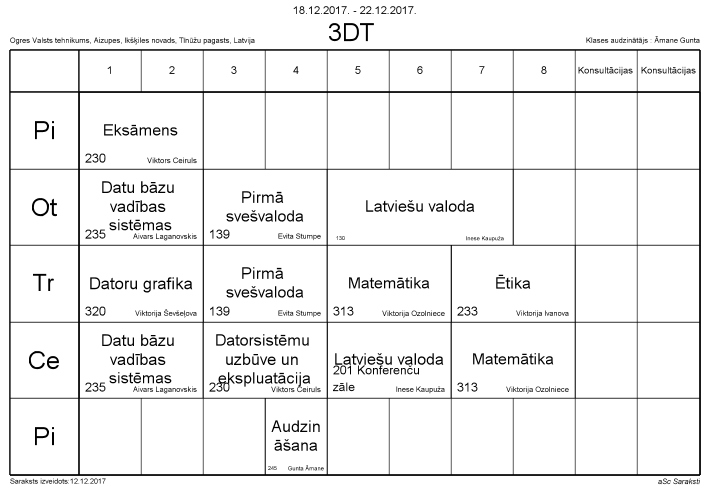 18.12.2017. - 22.12.2017.
3DT
Ogres Valsts tehnikums, Aizupes, Ikšķiles novads, Tīnūžu pagasts, Latvija
Klases audzinātājs : Āmane Gunta
1 2 3 4 5 6 7 8 Konsultācijas Konsultācijas
Pi
Eksāmens
230 Viktors Ceiruls
Ot
Datu bāzu
vadības
sistēmas
235 Aivars Laganovskis
Pirmā
svešvaloda
139 Evita Stumpe
Latviešu valoda
130 Inese Kaupuža
Tr
Datoru grafika
320 Viktorija Ševšeļova
Pirmā
svešvaloda
139 Evita Stumpe
Matemātika
313 Viktorija Ozolniece
Ētika
233 Viktorija Ivanova
Ce
Datu bāzu
vadības
sistēmas
235 Aivars Laganovskis
Datorsistēmu
uzbūve un
ekspluatācija
230 Viktors Ceiruls
Latviešu valoda
201 Konferenču
zāle Inese Kaupuža
Matemātika
313 Viktorija Ozolniece
Pi
Audzin
āšana
245 Gunta Āmane
Saraksts izveidots:12.12.2017
aSc Saraksti